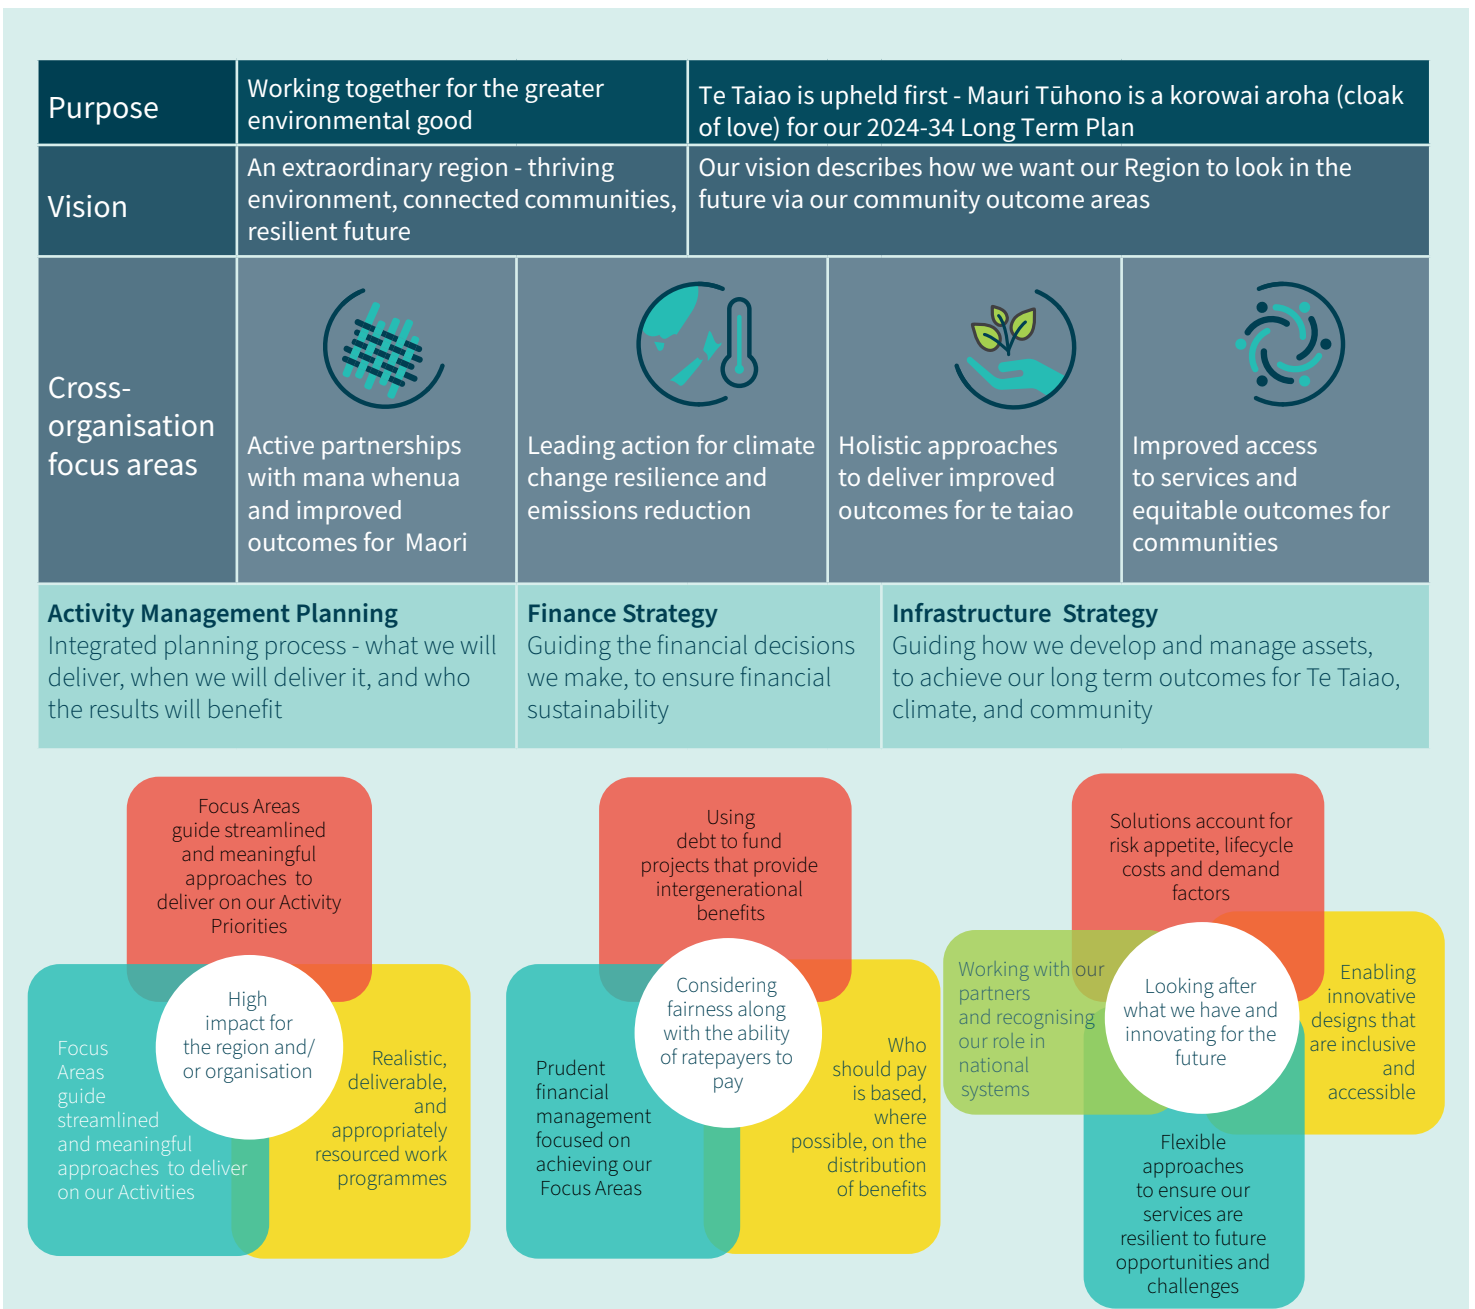 Purpose
Working together for the greater
environmental good
Te Taiao is upheld first - Mauri Tūhono is a korowai aroha (cloak
of love) for our 2024-34 Long Term Plan
Vision
An extraordinary region - thriving
environment, connected communities,
resilient future
Our vision describes how we want our Region to look in the
future via our community outcome areas
Cross-
organisation
focus areas
Active partnerships
with mana whenua
and improved
outcomes for Maori
Leading action for climate
change resilience and
emissions reduction
Holistic approaches
to deliver improved
outcomes for te taiao
Improved access
to services and
equitable outcomes for
communities
Activity Management Planning
Integrated planning process - what we will
deliver, when we will deliver it, and who
the results will benefit
Finance Strategy
Guiding the financial decisions
we make, to ensure financial
sustainability
Infrastructure Strategy
Guiding how we develop and manage assets,
to achieve our long term outcomes for Te Taiao,
climate, and community
Focus Areas
guide streamlined
and meaningful
approaches to
deliver on our Activity
Priorities
High
impact for
the region and/
or organisation
Focus
Areas
guide
streamlined
and meaningful
approaches to deliver
on our Activities
Realistic,
deliverable,
and
appropriately
resourced work
programmes
Using
debt to fund
projects that provide
intergenerational
benefits
Considering
fairness along
with the ability
of ratepayers to
pay
Prudent
financial
management
focused on
achieving our
Focus Areas
Who
should pay
is based,
where
possible, on the
distribution
of benefits
Solutions account for
risk appetite, lifecycle
costs and demand
factors
Working with our
partners
and recognising
our role in
national
systems
Looking after
what we have and
innovating for the
future
Enabling
innovative
designs that
are inclusive
and
accessible
Flexible
approaches
to ensure our
services are
resilient to future
opportunities and
challenges